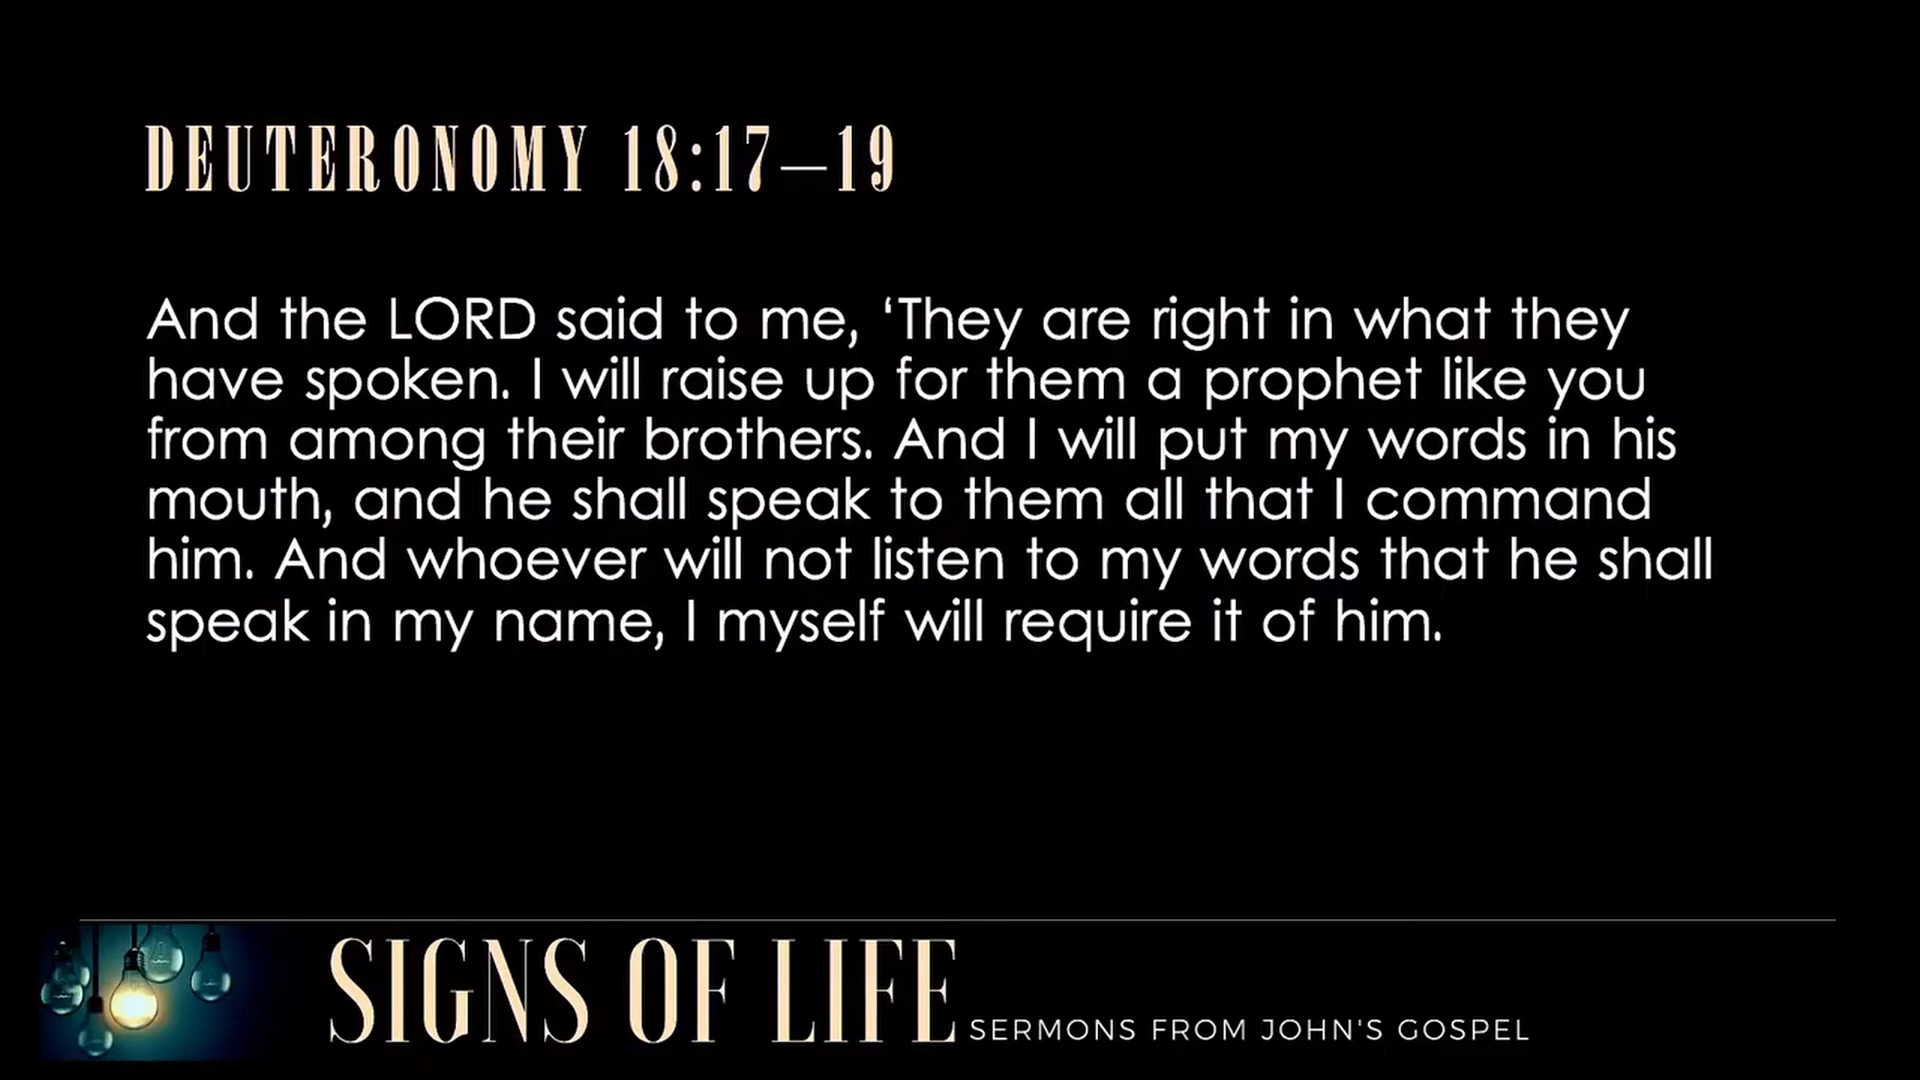 DEUTERONOMY 18:17—19
And the LORD said to me, ‘They are right in what they
have spoken. I will raise up for them a prophet like you
from among their brothers. And I will put my words in his
mouth, and he shall speak to them all that I command
him. And whoever will not listen to my words that he shall
speak in my name, I myself will require it of him.
SIGNS OF LIFE SERMONS FROM JOHN'S GOSPEL